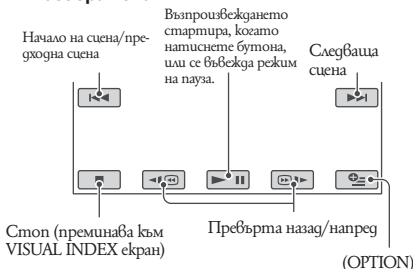 Възпроизвеждането
стартира, когато
натиснете бутона,
или се въвежда режим
на пауза.
Начало на сцена/пре-
дходна сцена
Следваща
сцена
Стоп (преминава към
VISUAL INDEX екран)
Превърта назад/напред
(OPTION)